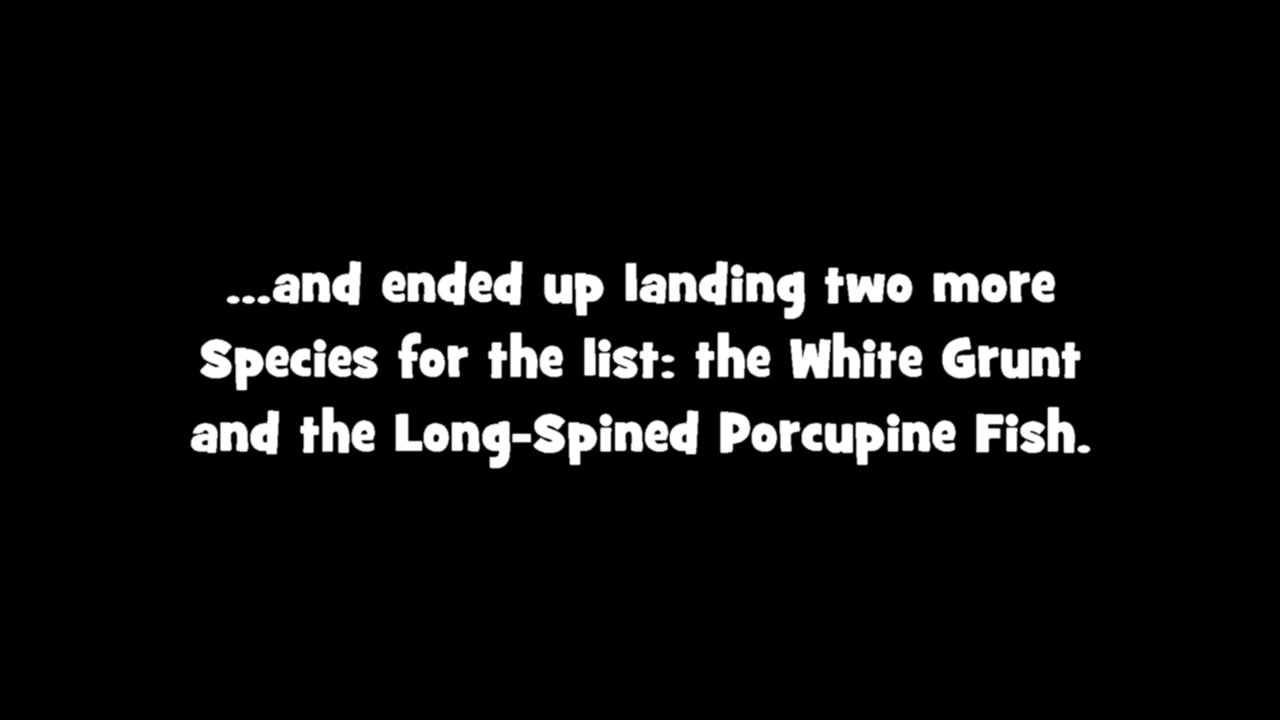 ...and ended up landing two more
Species for the list: the White Grunt
and the Long-Spined Porcupine Fish.